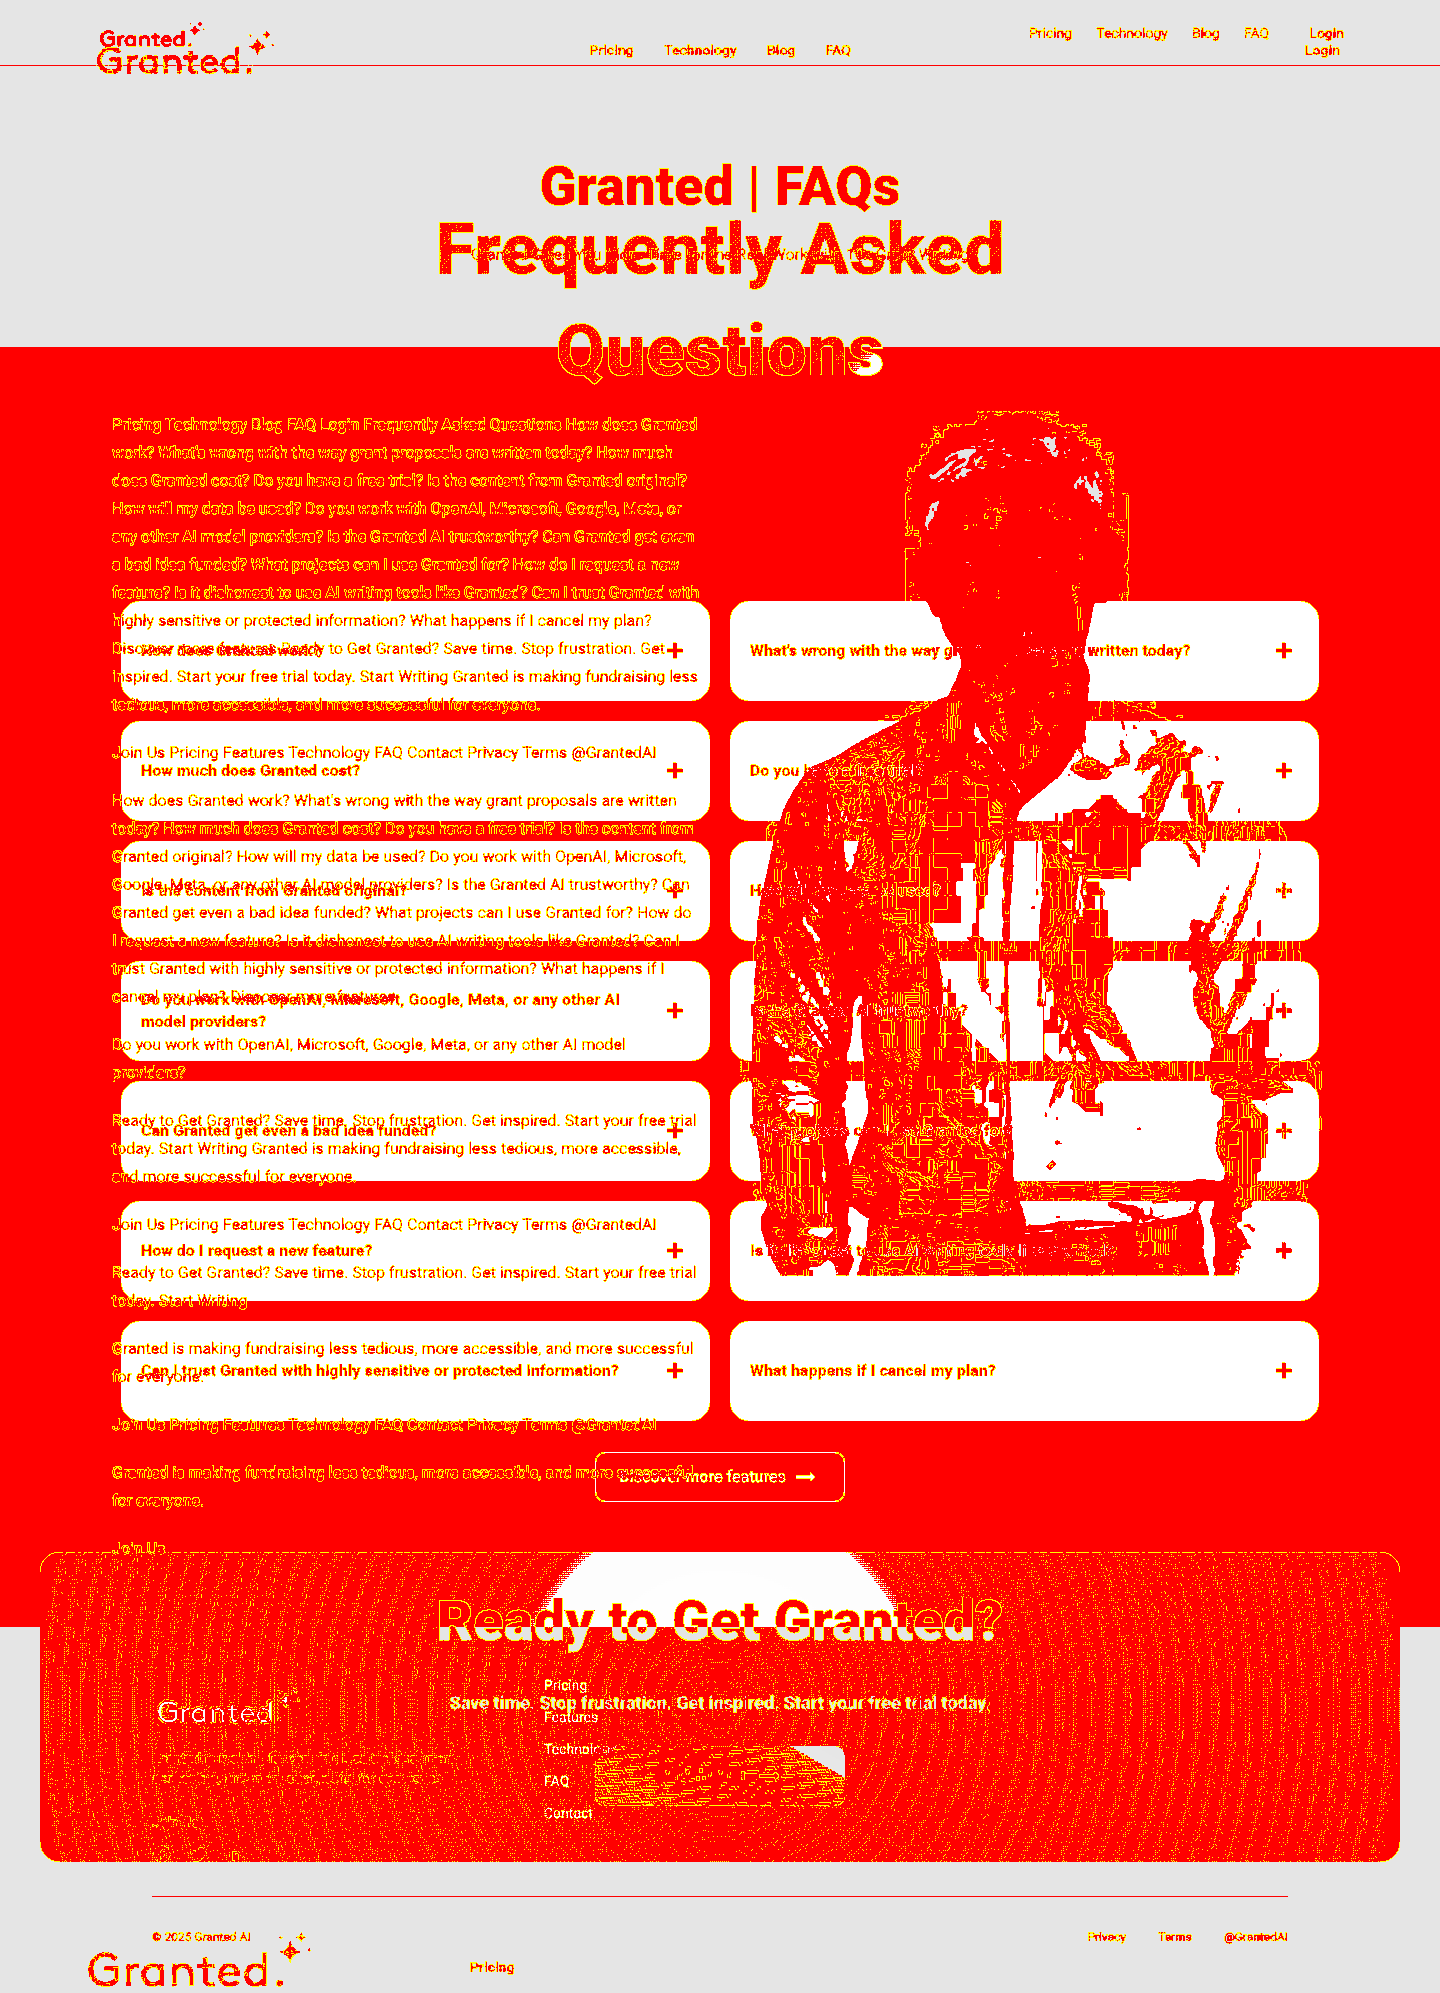 Granted.
Granted.
Pricing Technology Blog FAQ Login
Pricing Technology Blog FAQ Login
Granted | FAQs
Frequently Asked
Questions
Pricing Technology Blog FAQ Login Frequently Asked Questions How does Granted
work? What's wrong with the way grant proposals are written today? How much
does Granted cost? Do you have a free trial? Is the content from Granted original?
How will my data be used? Do you work with OpenAI, Microsoft, Google, Meta, or
any other AI model providers? Is the Granted AI trustworthy? Can Granted get even
a bad idea funded? What projects can I use Granted for? How do I request a new
feature? Is it dishonest to use AI writing tools like Granted? Can I trust Granted with
highly sensitive or protected information? What happens if I cancel my plan?
Discover more features Ready to Get Granted? Save time. Stop frustration. Get
inspired. Start your free trial today. Start Writing Granted is making fundraising less
tedious, more accessible, and more successful for everyone.
How does Granted work?
What's wrong with the way written today?
Join Us Pricing Features Technology FAQ Contact Privacy Terms @GrantedAI
How much does Granted cost?
Do you
How does Granted work? What's wrong with the way grant proposals are written
today? How much does Granted cost? Do you have a free trial? Is the content from
Granted original? How will my data be used? Do you work with OpenAI, Microsoft,
Google, Meta, or any other AI model providers? Is the Granted AI trustworthy? Can
Is the content from Granted original?
used?
Granted get even a bad idea funded? What projects can I use Granted for? How do
I request a new feature? Is it dishonest to use AI writing tools like Granted? Can I
trust Granted with highly sensitive or protected information? What happens if I
cancel my plan? Discover more features
Do you work with OpenAI, Microsoft, Google, Meta, or any other AI
model providers?
Do you work with OpenAI, Microsoft, Google, Meta, or any other AI model
providers?
Ready to Get Granted? Save time. Stop frustration. Get inspired. Start your free trial
Can Granted get even a bad idea funded?
today. Start Writing Granted is making fundraising less tedious, more accessible,
and more successful for everyone.
Join Us Pricing Features Technology FAQ Contact Privacy Terms @GrantedAI
How do I request a new feature?
Is
Ready to Get Granted? Save time. Stop frustration. Get inspired. Start your free trial
today. Start Writing
Granted is making fundraising less tedious, more accessible, and more successful
for everyone.
Can I trust Granted with highly sensitive or protected information?
What happens if I cancel my plan?
Join Us Pricing Features Technology FAQ Contact Privacy Terms @GrantedAI
Granted is making fundraising less tedious, more accessible, and more successful
for everyone.
Discover more features
Join Us
Ready to Get Granted?
Save time. Stop frustration. Get inspired. Start your free trial today.
Granted.
Pricing
Features
Technology
FAQ
Contact
© 2025 Granted AI
Privacy Terms @GrantedAI
Granted.
Pricing